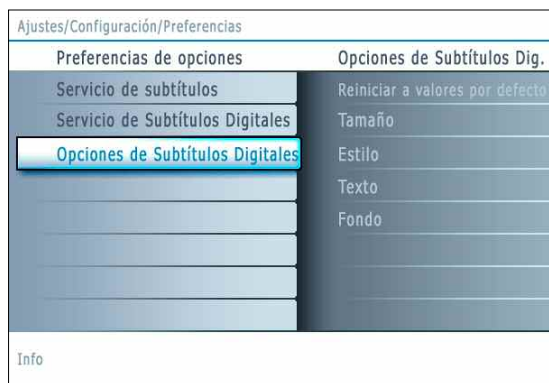 Ajustes/Configuración/Preferencias
Preferencias de opciones
Servicio de subtítulos
Servicio de Subtítulos Digitales
Opciones de Subtítulos Digitales
Opciones de Subtítulos Dig.
Reiniciar a valores por defecto
Tamaño
Estilo
Texto
Fondo
Info